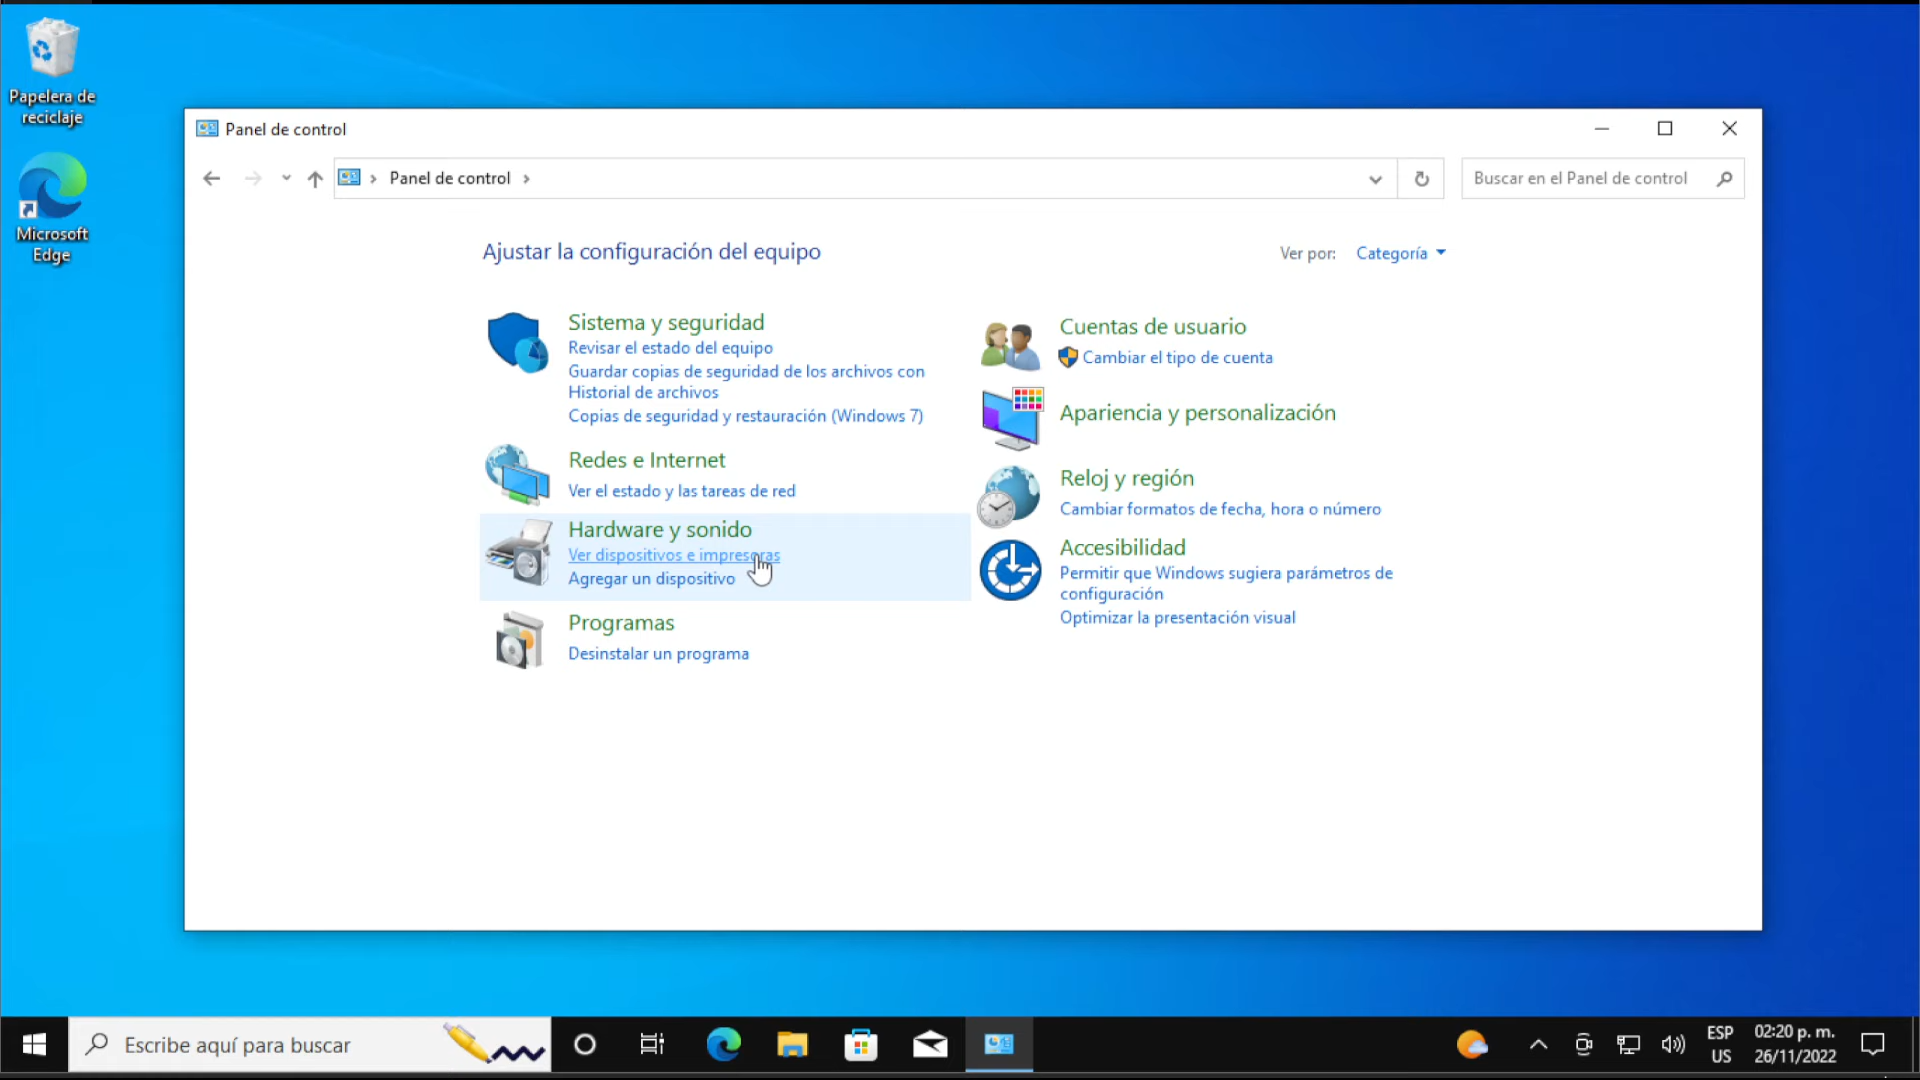 Papelera de
reciclaje
Microsoft
Edge
Panel de control
Panel de control
Buscar en el Panel de control
Ajustar la configuración del equipo
Ver por: Categoría
Sistema y seguridad
Revisar el estado del equipo
Guardar copias de seguridad de los archivos con
Historial de archivos
Copias de seguridad y restauración (Windows 7)
Redes e Internet
Ver el estado y las tareas de red
Hardware y sonido
Ver dispositivos e impresoras
Agregar un dispositivo
Programas
Desinstalar un programa
Cuentas de usuario
Cambiar el tipo de cuenta
Apariencia y personalización
Reloj y región
Cambiar formatos de fecha, hora o número
Accesibilidad
Permitir que Windows sugiera parámetros de
configuración
Optimizar la presentación visual
Escribe aquí para buscar
ESP
US
02:20 p. m.
26/11/2022